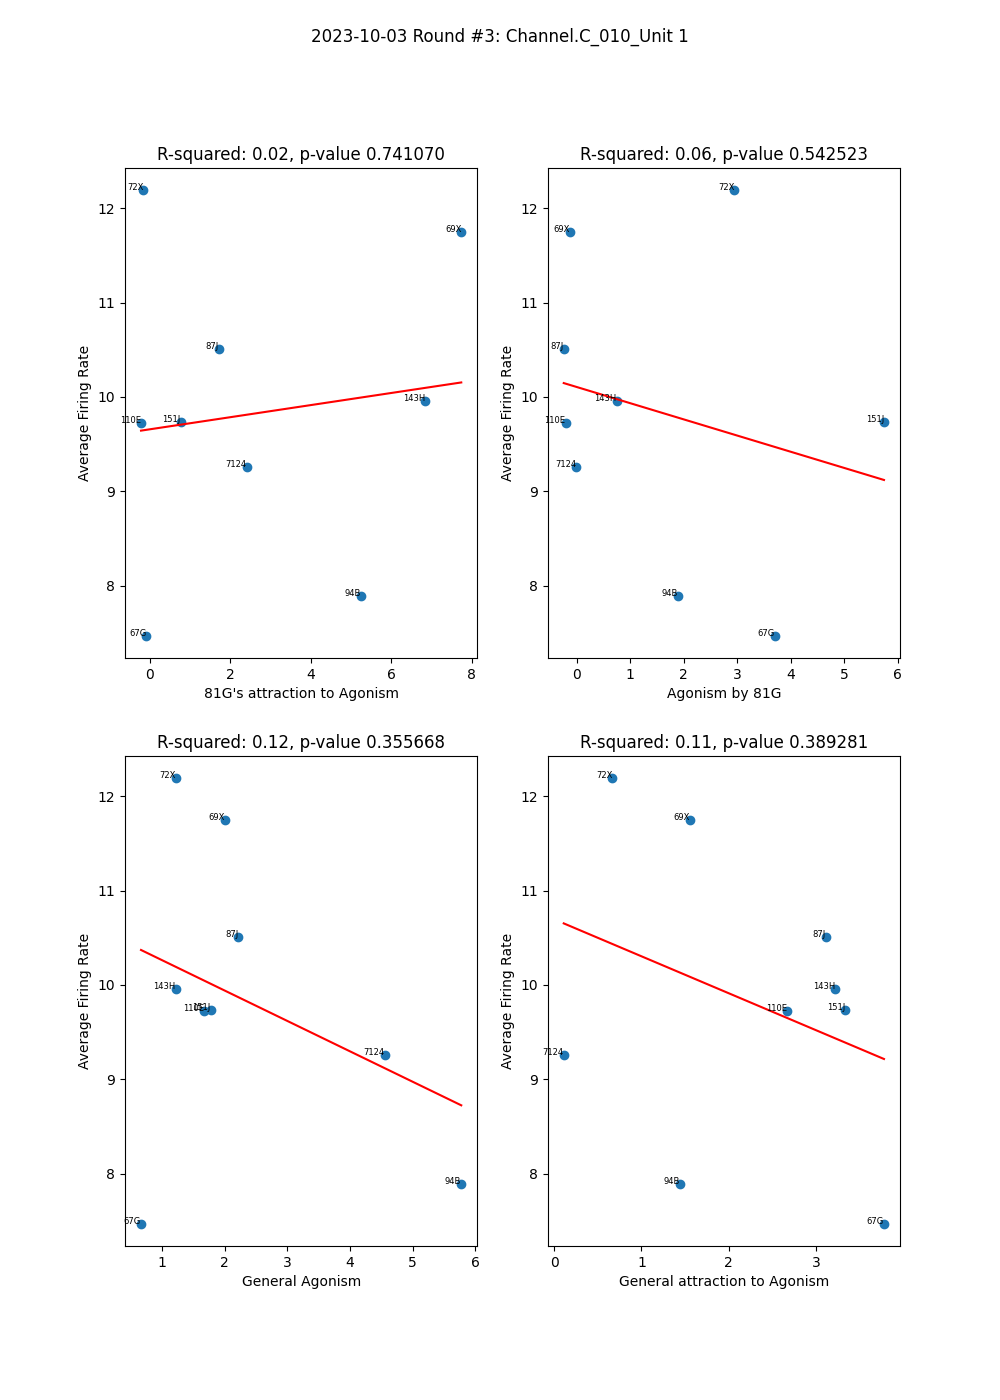 2023-10-03 Round #3: Channel.C_010_Unit 1
R-squared: 0.02, p-value 0.741070
R-squared: 0.06, p-value 0.542523
72X
69X
87J
143H
110E
151J
7124
94B
67G
12
11
10
9
8
Average Firing Rate
0 2 4 6 8
81G's attraction to Agonism
72X
69X
87J
143H
110E
151J
7124
94B
67G
12
11
10
9
8
Average Firing Rate
0 1 2 3 4 5 6
Agonism by 81G
R-squared: 0.12, p-value 0.355668
R-squared: 0.11, p-value 0.389281
72X
69X
87J
143H
110E
151J
7124
94B
67G
12
11
10
9
8
Average Firing Rate
1 2 3 4 5 6
General Agonism
72X
69X
87J
143H
110E
151J
7124
94B
67G
12
11
10
9
8
Average Firing Rate
0 1 2 3
General attraction to Agonism